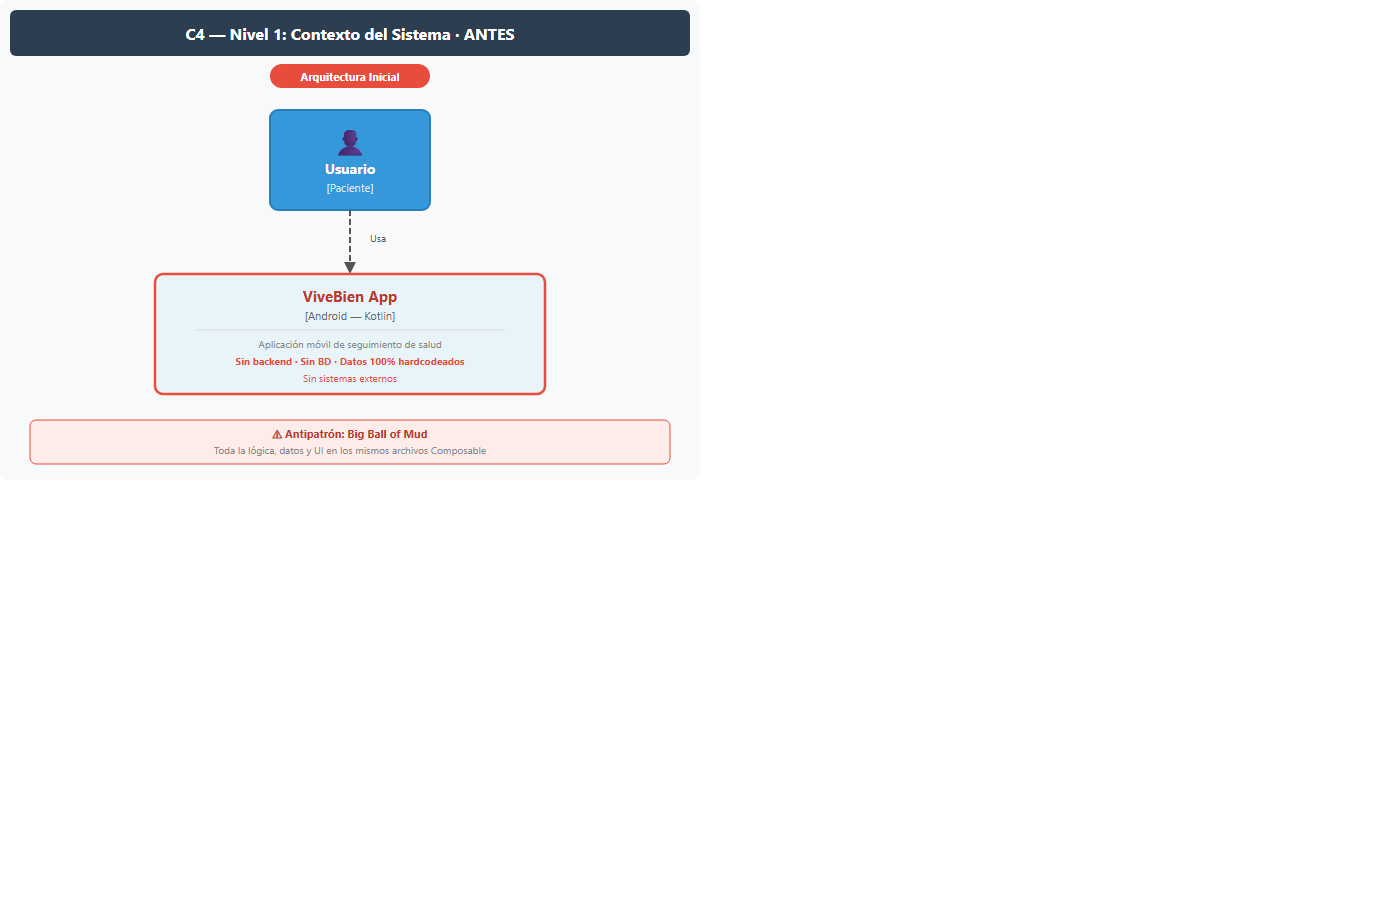 C4 — Nivel 1: Contexto del Sistema · ANTES
Arquitectura Inicial
Usuario
[Paciente]
Usa
ViveBien App
[Android — Kotlin]
Aplicación móvil de seguimiento de salud
Sin backend · Sin BD · Datos 100% hardcodeados
Sin sistemas externos
⚠ Antipatrón: Big Ball of Mud
Toda la lógica, datos y UI en los mismos archivos Composable